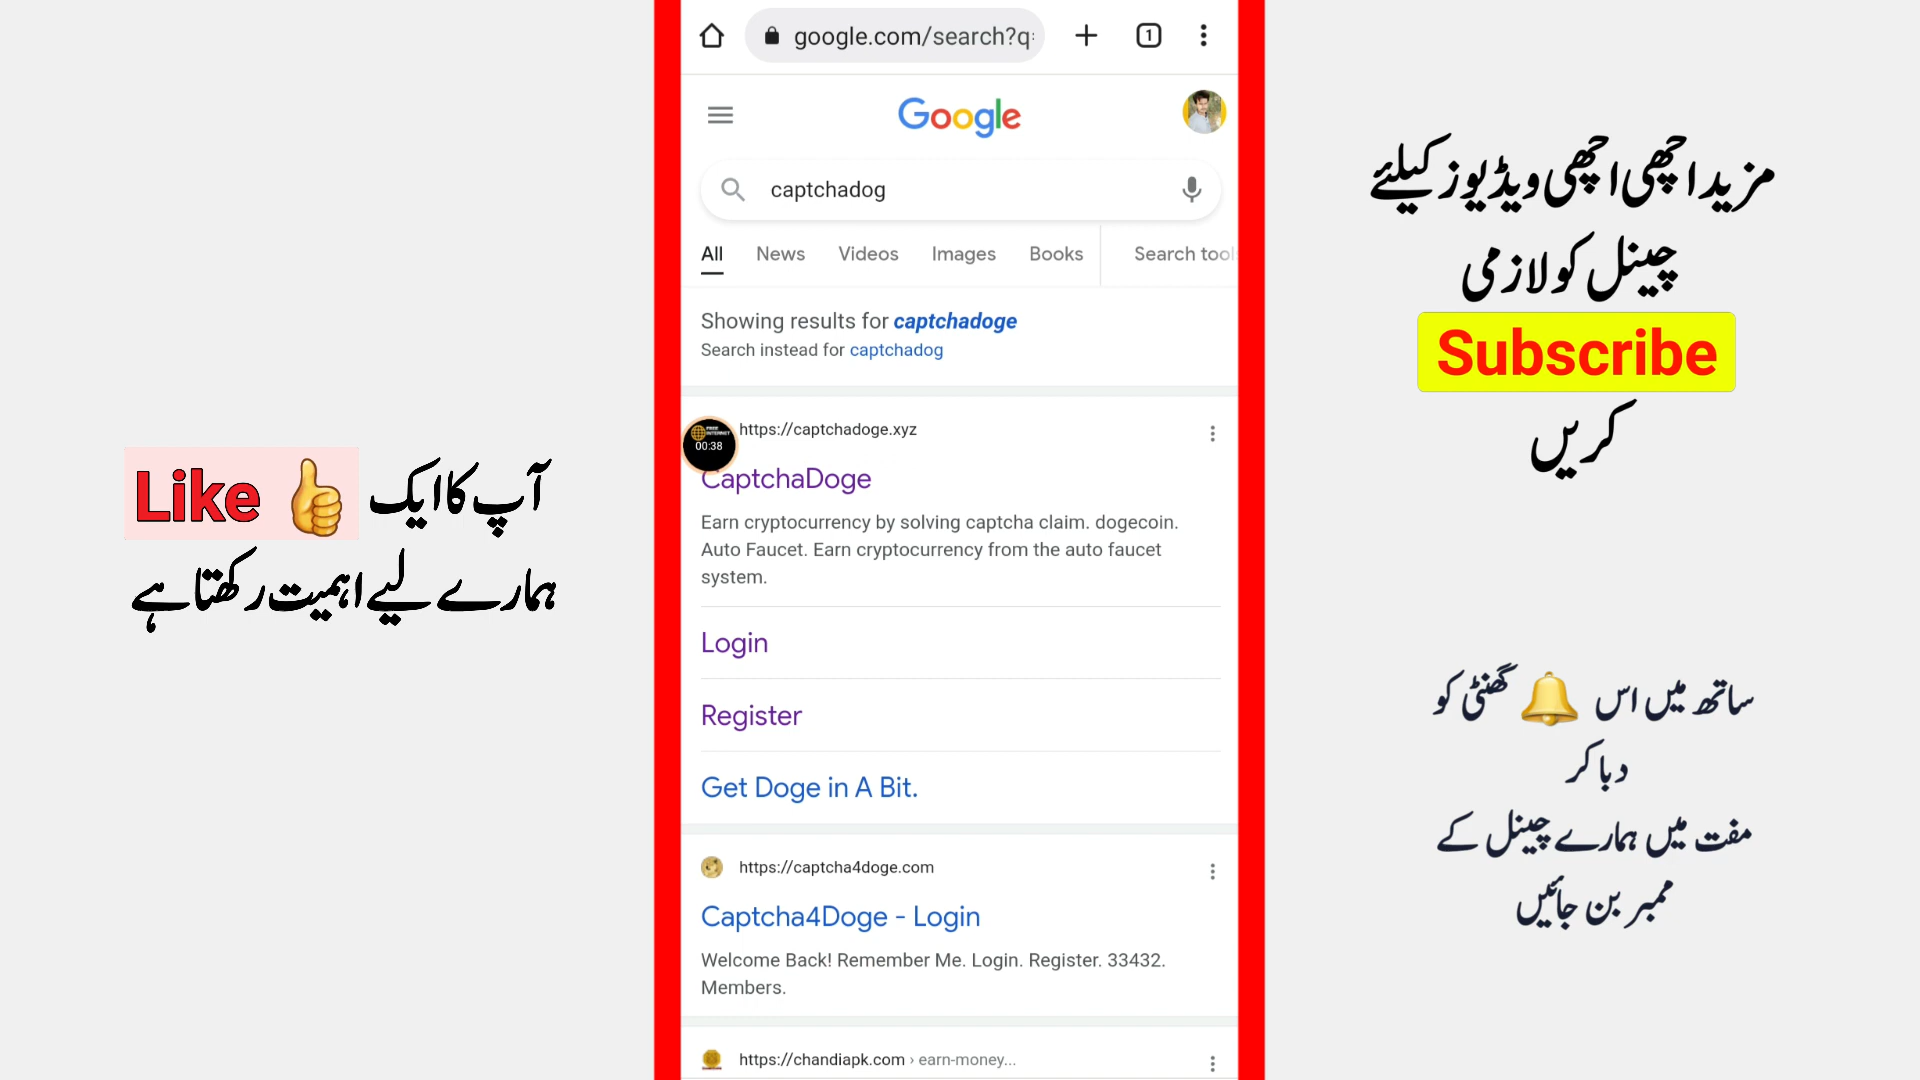 آپ کا ایک 👍 Like
ہمارے لیے اہمیت رکھتا ہے
google.com/search?q=
1
Google
captchadog
All News Videos Images Books Search tool
Showing results for captchadoge
Search instead for captchadog
FREE INTERNET
00:38
https://captchadoge.xyz
CaptchaDoge
Earn cryptocurrency by solving captcha claim. dogecoin.
Auto Faucet. Earn cryptocurrency from the auto faucet
system.
Login
Register
Get Doge in A Bit.
https://captcha4doge.com
Captcha4Doge - Login
Welcome Back! Remember Me. Login. Register. 33432.
Members.
https://chandiapk.com › earn-money...
مزید اچھی اچھی ویڈیوز کیلئے
چینل کو لازمی
Subscribe
کریں
ساتھ میں اس 🔔 گھنٹی کو
دبا کر
مفت میں ہمارے چینل کے
ممبر بن جائیں